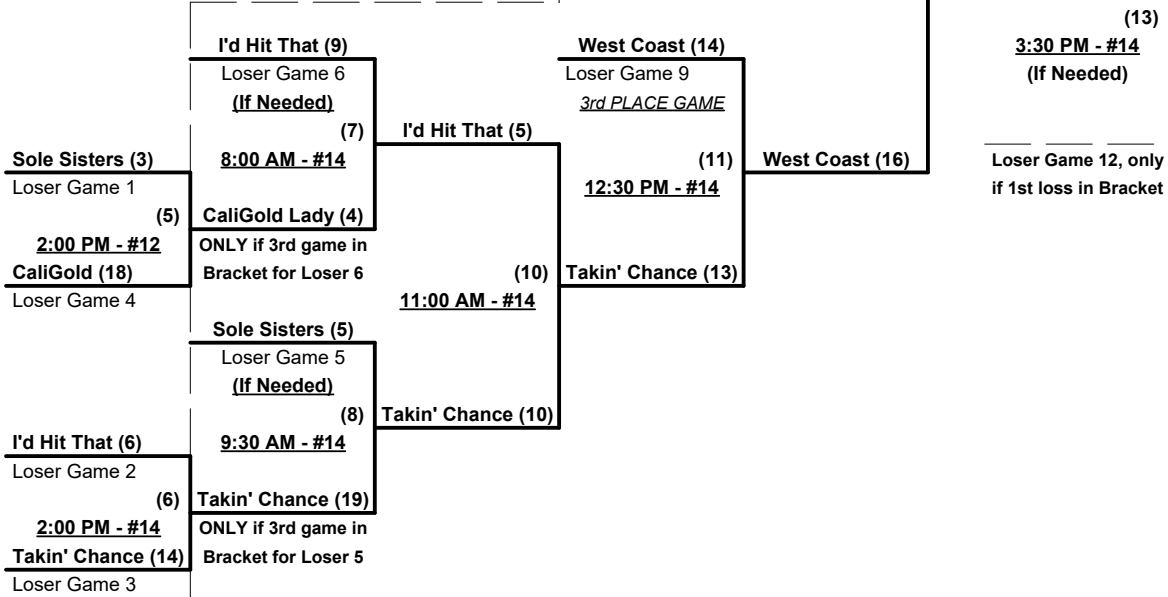 (13)
I'd Hit That (9)
West Coast (14)
3:30 PM - #14
Loser Game 6
Loser Game 9
(If Needed)
(If Needed)
3rd PLACE GAME
(7)
I'd Hit That (5)
Sole Sisters (3)
8:00 AM - #14
(11)
West Coast (16)
Loser Game 12, only
Loser Game 1
12:30 PM - #14
if 1st loss in Bracket
(5)
CaliGold Lady (4)
2:00 PM - #12
ONLY if 3rd game in
CaliGold (18)
Bracket for Loser 6
(10)
Takin' Chance (13)
Loser Game 4
11:00 AM - #14
Sole Sisters (5)
Loser Game 5
(If Needed)
(8)
Takin' Chance (10)
I'd Hit That (6)
9:30 AM - #14
Loser Game 2
(6)
Takin' Chance (19)
2:00 PM - #14
ONLY if 3rd game in
Takin' Chance (14)
Bracket for Loser 5
Loser Game 3